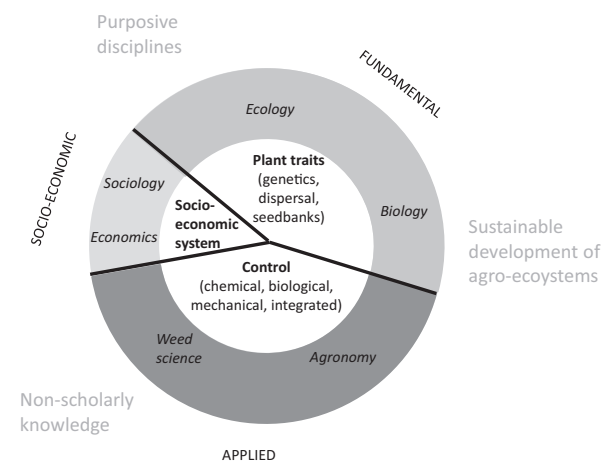 Purposive
disciplines
FUNDAMENTAL
SOCIO-ECONOMIC
Ecology
Plant traits
(genetics,
dispersal,
seedbanks)
Sociology
Socio-
economic
system
Economics
Biology
Sustainable
development of
agro-ecoystems
Control
(chemical, biological,
mechanical, integrated)
Weed
science
Agronomy
Non-scholarly
knowledge
APPLIED